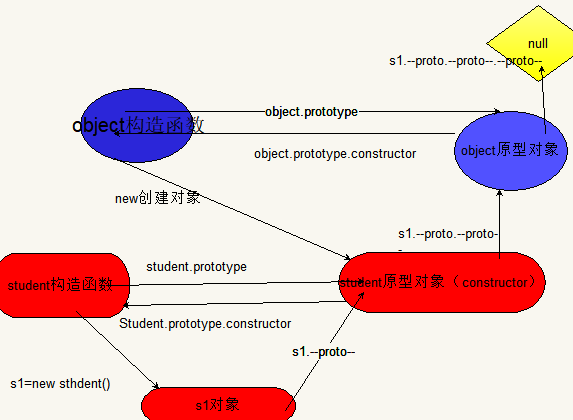 null
s1.--proto.--proto--.--proto--
object.prototype
object构造函数
object.prototype.constructor
object原型对象
new创建对象
s1.--proto.--proto-
-
student.prototype
student构造函数
student原型对象（constructor）
Student.prototype.constructor
s1.--proto--
s1=new sthdent()
s1对象